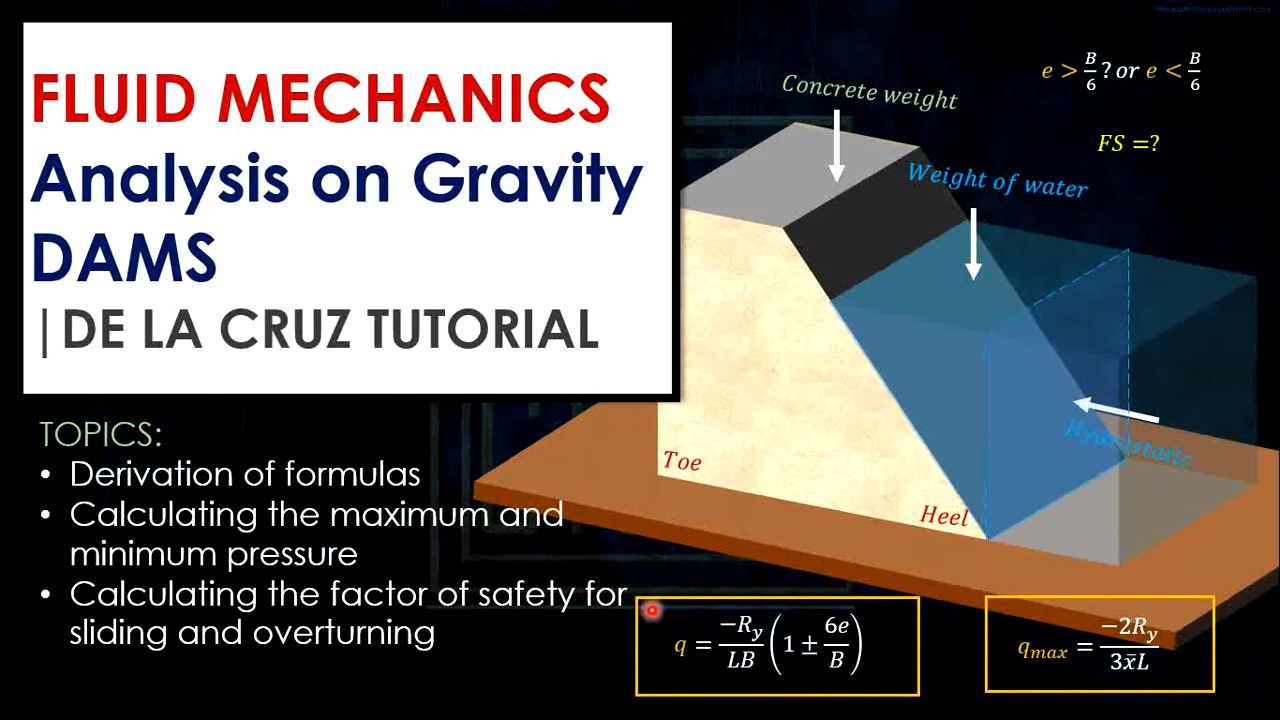 FLUID MECHANICS
Analysis on Gravity
DAMS
|DE LA CRUZ TUTORIAL
TOPICS:
• Derivation of formulas
• Calculating the maximum and
minimum pressure
• Calculating the factor of safety for
sliding and overturning
e > B/6 ? or e < B/6
FS =?
Concrete weight
Weight of water
Hydrostatic
Toe
Heel
q = −R_y/LB (1 ± 6e/B)
q_max = −2R_y/3x̄L